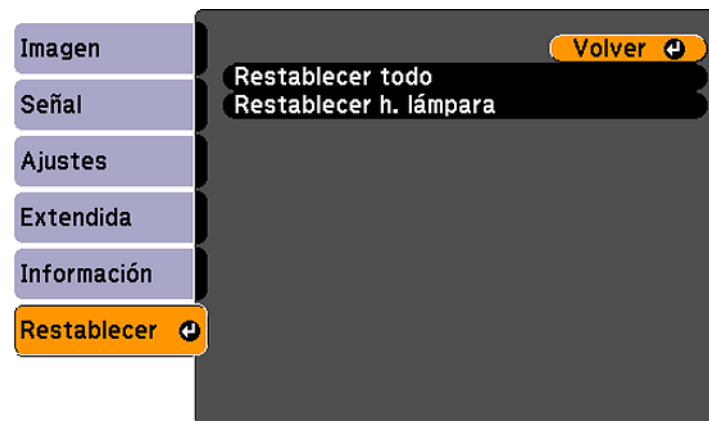 Imagen
Señal
Ajustes
Extendida
Información
Restablecer
Volver
Restablecer todo
Restablecer h. lámpara